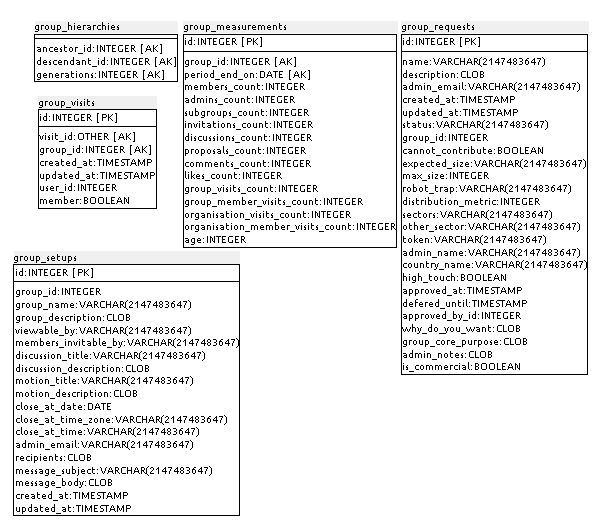 group_hierarchies
ancestor_id:INTEGER [AK]
descendant_id:INTEGER [AK]
generations:INTEGER [AK]
group_visits
id:INTEGER [PK]
visit_id:OTHER [AK]
group_id:INTEGER [AK]
created_at:TIMESTAMP
updated_at:TIMESTAMP
user_id:INTEGER
member:BOOLEAN
group_measurements
id:INTEGER [PK]
group_id:INTEGER [AK]
period_end_on:DATE [AK]
members_count:INTEGER
admins_count:INTEGER
subgroups_count:INTEGER
invitations_count:INTEGER
discussions_count:INTEGER
proposals_count:INTEGER
comments_count:INTEGER
likes_count:INTEGER
group_visits_count:INTEGER
group_member_visits_count:INTEGER
organisation_visits_count:INTEGER
organisation_member_visits_count:INTEGER
age:INTEGER
group_requests
id:INTEGER [PK]
name:VARCHAR(2147483647)
description:CLOB
admin_email:VARCHAR(2147483647)
created_at:TIMESTAMP
updated_at:TIMESTAMP
status:VARCHAR(2147483647)
group_id:INTEGER
cannot_contribute:BOOLEAN
expected_size:VARCHAR(2147483647)
max_size:INTEGER
robot_trap:VARCHAR(2147483647)
distribution_metric:INTEGER
sectors:VARCHAR(2147483647)
other_sector:VARCHAR(2147483647)
token:VARCHAR(2147483647)
admin_name:VARCHAR(2147483647)
country_name:VARCHAR(2147483647)
high_touch:BOOLEAN
approved_at:TIMESTAMP
defered_until:TIMESTAMP
approved_by_id:INTEGER
why_do_you_want:CLOB
group_core_purpose:CLOB
admin_notes:CLOB
is_commercial:BOOLEAN
group_setups
id:INTEGER [PK]
group_id:INTEGER
group_name:VARCHAR(2147483647)
group_description:CLOB
viewable_by:VARCHAR(2147483647)
members_invitable_by:VARCHAR(2147483647)
discussion_title:VARCHAR(2147483647)
discussion_description:CLOB
motion_title:VARCHAR(2147483647)
motion_description:CLOB
close_at_date:DATE
close_at_time_zone:VARCHAR(2147483647)
close_at_time:VARCHAR(2147483647)
admin_email:VARCHAR(2147483647)
recipients:CLOB
message_subject:VARCHAR(2147483647)
message_body:CLOB
created_at:TIMESTAMP
updated_at:TIMESTAMP